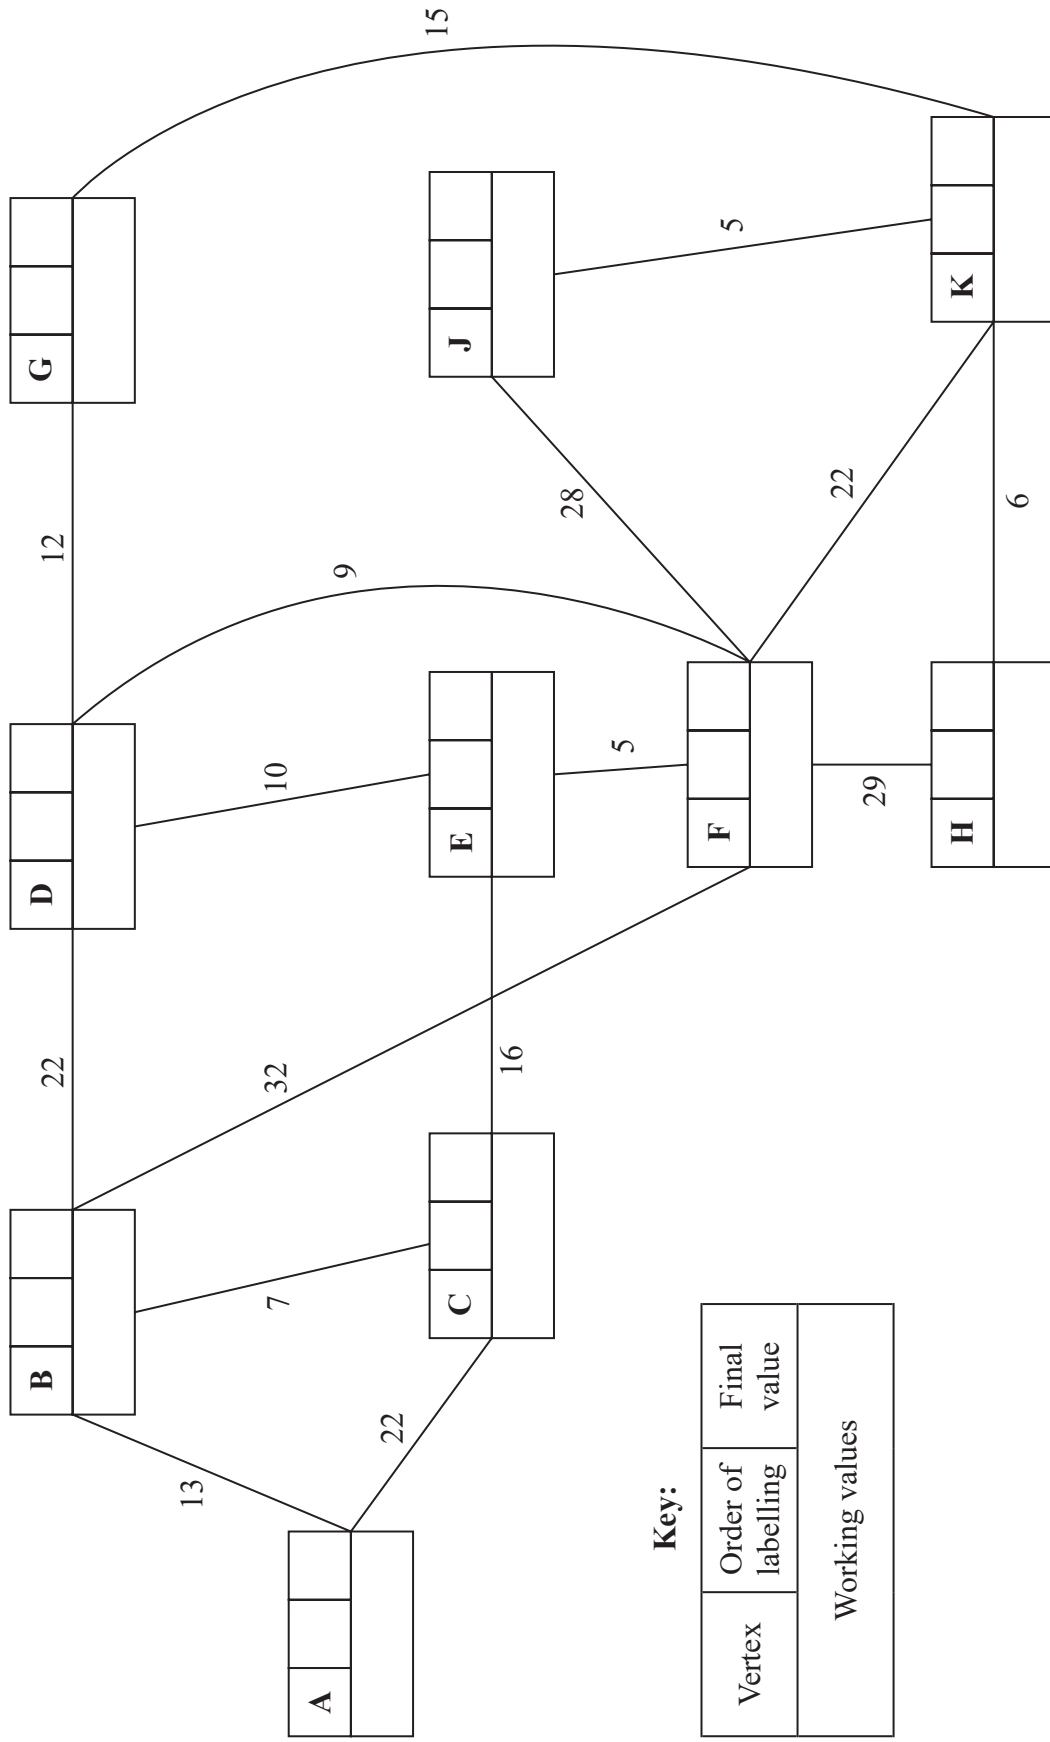 B
D
G
22
12
15
13
7
32
10
9
A
22
C
16
E
28
J
5
5
F
22
29
H
6
K
Key:
Vertex
Order of
labelling
Final
value
Working values